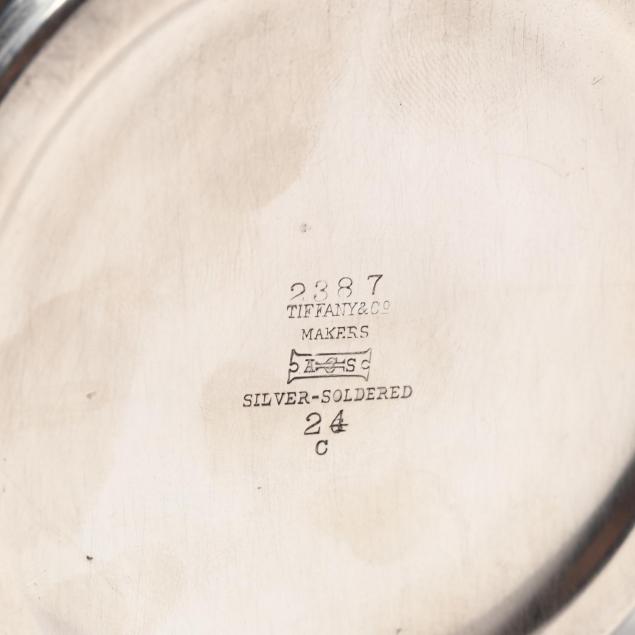 2387
TIFFANY&Co
MAKERS
SILVER-SOLDERED
24
C